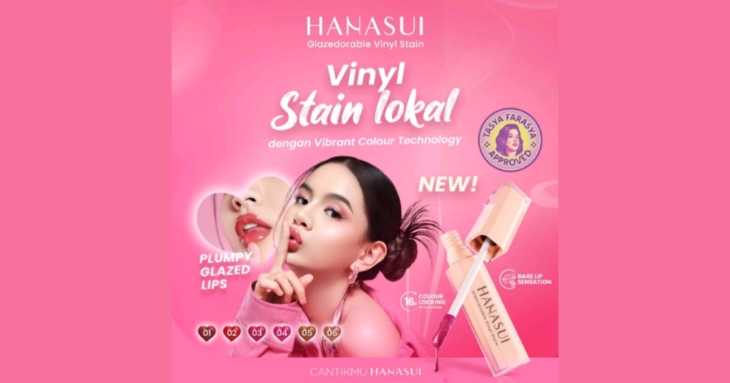 HANASUI
Glazedorable Vinyl Stain
Vinyl
Stain lokal
dengan Vibrant Colour Technology
TASYA FARASYA
APPROVED
NEW!
PLUMPY
GLAZED
LIPS
16
COLOUR
LOCKING
BARE LIP
SENSATION
HANASUI
01 02 03 04 05 06
CANTIKMU HANASUI